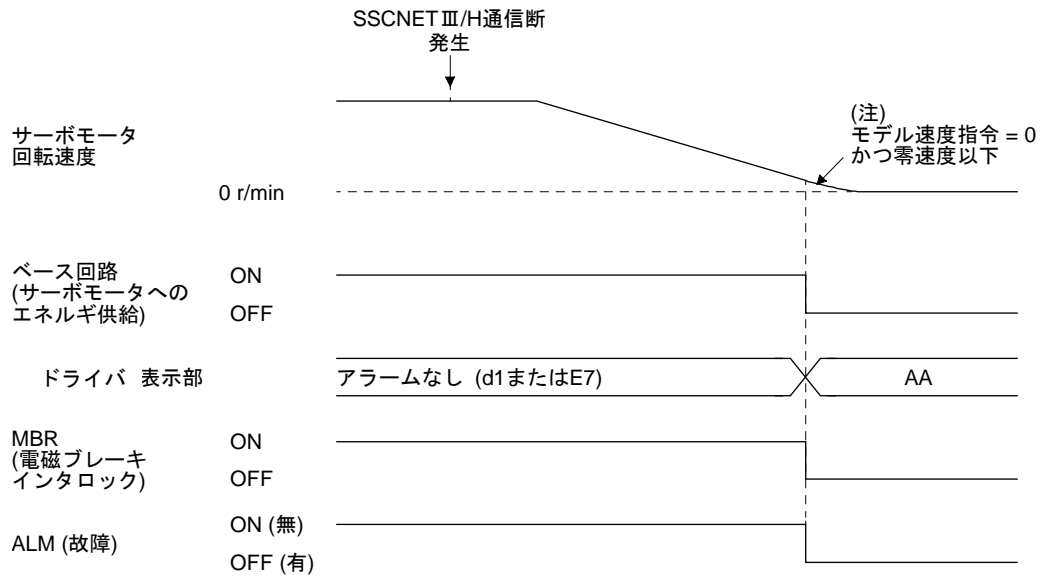 SSCNETⅢ/H通信断
発生
サーボモータ
回転速度
(注)
モデル速度指令 = 0
かつ零速度以下
0 r/min
ベース回路
(サーボモータへの
エネルギ供給)
ON
OFF
ドライバ 表示部
アラームなし (d1またはE7)
AA
MBR
(電磁ブレーキ
インタロック)
ON
OFF
ALM (故障)
ON (無)
OFF (有)